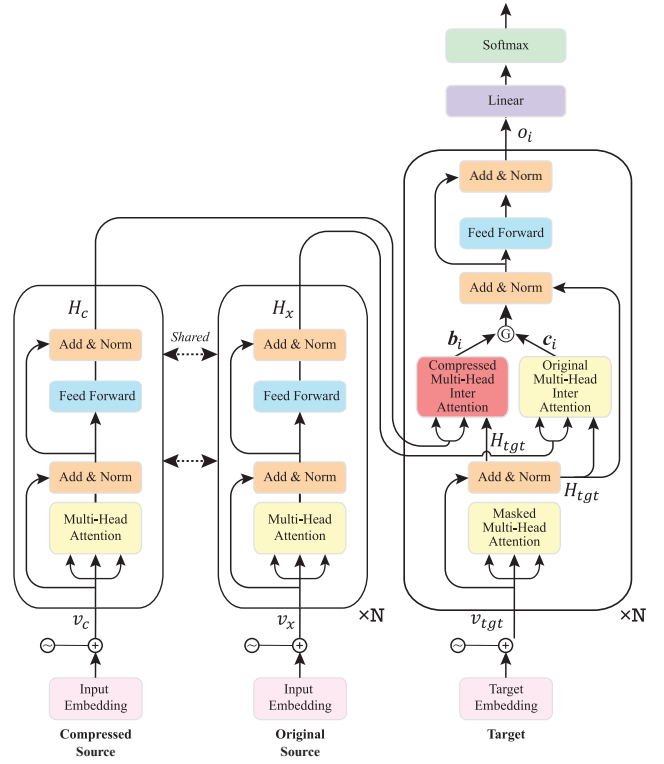 Softmax
Linear
o_i
Add & Norm
Feed Forward
Add & Norm
G
b_i
c_i
Compressed
Multi-Head
Inter
Attention
Original
Multi-Head
Inter
Attention
H_tgt
Add & Norm
H_tgt
Masked
Multi-Head
Attention
v_tgt
×N
~
+
Target
Embedding
Target
H_c
Add & Norm
Feed Forward
Add & Norm
Multi-Head
Attention
v_c
~
+
Input
Embedding
Compressed
Source
Shared
H_x
Add & Norm
Feed Forward
Add & Norm
Multi-Head
Attention
v_x
×N
~
+
Input
Embedding
Original
Source